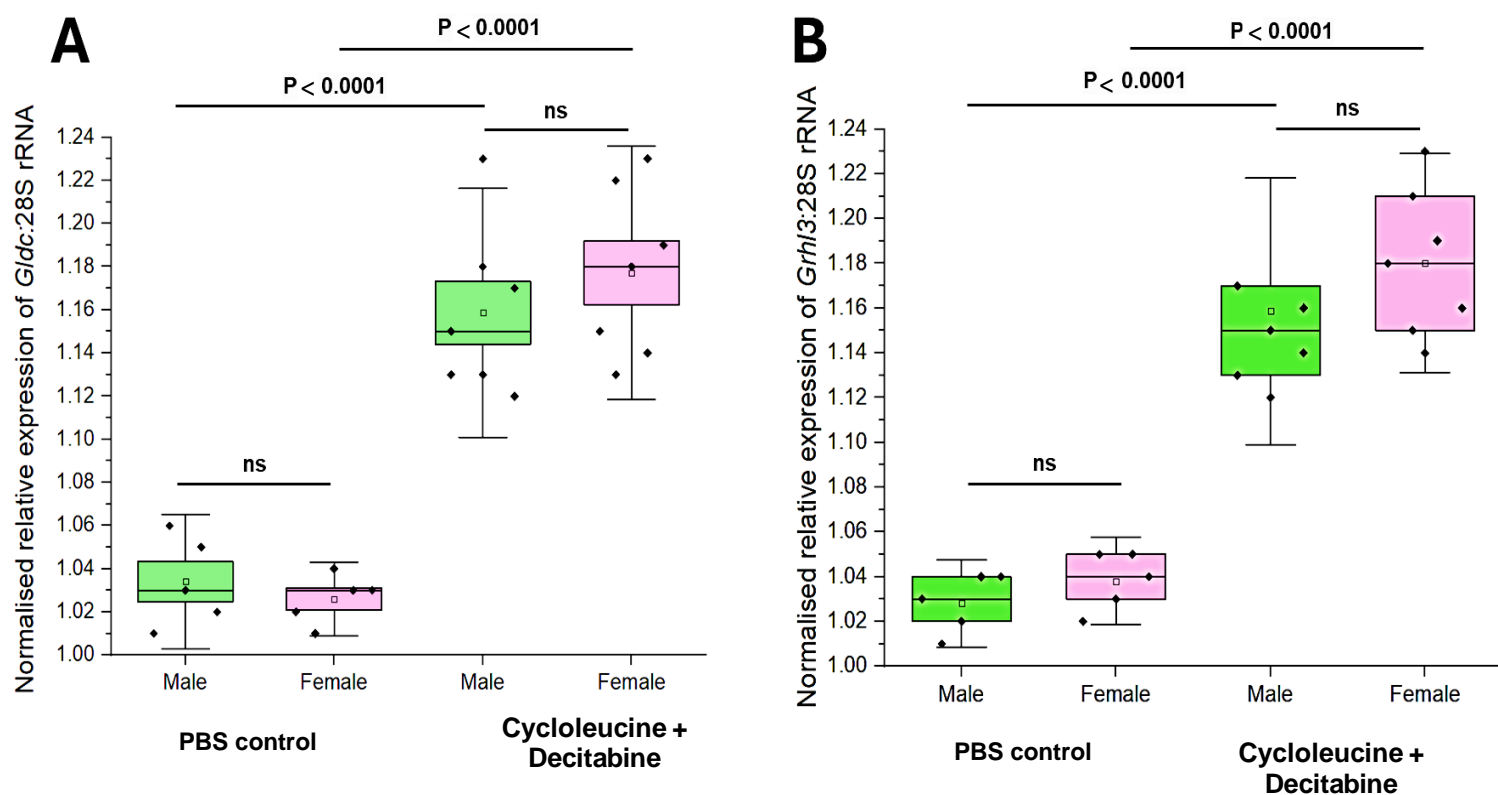 A
P < 0.0001
P < 0.0001
ns
ns
Normalised relative expression of Gldc:28S rRNA
1.24
1.22
1.20
1.18
1.16
1.14
1.12
1.10
1.08
1.06
1.04
1.02
1.00
Male
Female
Male
Female
PBS control
Cycloleucine +
Decitabine
B
P < 0.0001
P < 0.0001
ns
ns
Normalised relative expression of Grhl3:28S rRNA
1.24
1.22
1.20
1.18
1.16
1.14
1.12
1.10
1.08
1.06
1.04
1.02
1.00
Male
Female
Male
Female
PBS control
Cycloleucine +
Decitabine